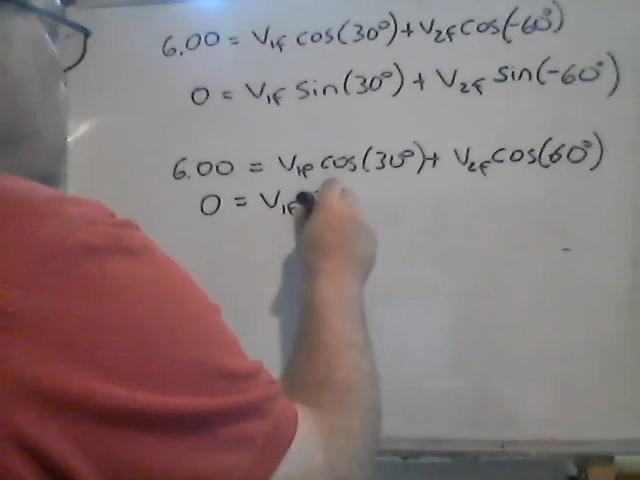 6.00 = V1f cos(30°) + V2f cos(-60°)
0 = V1f sin(30°) + V2f sin(-60°)
6.00 = V1f cos(30°) + V2f cos(60°)
0 = V1f